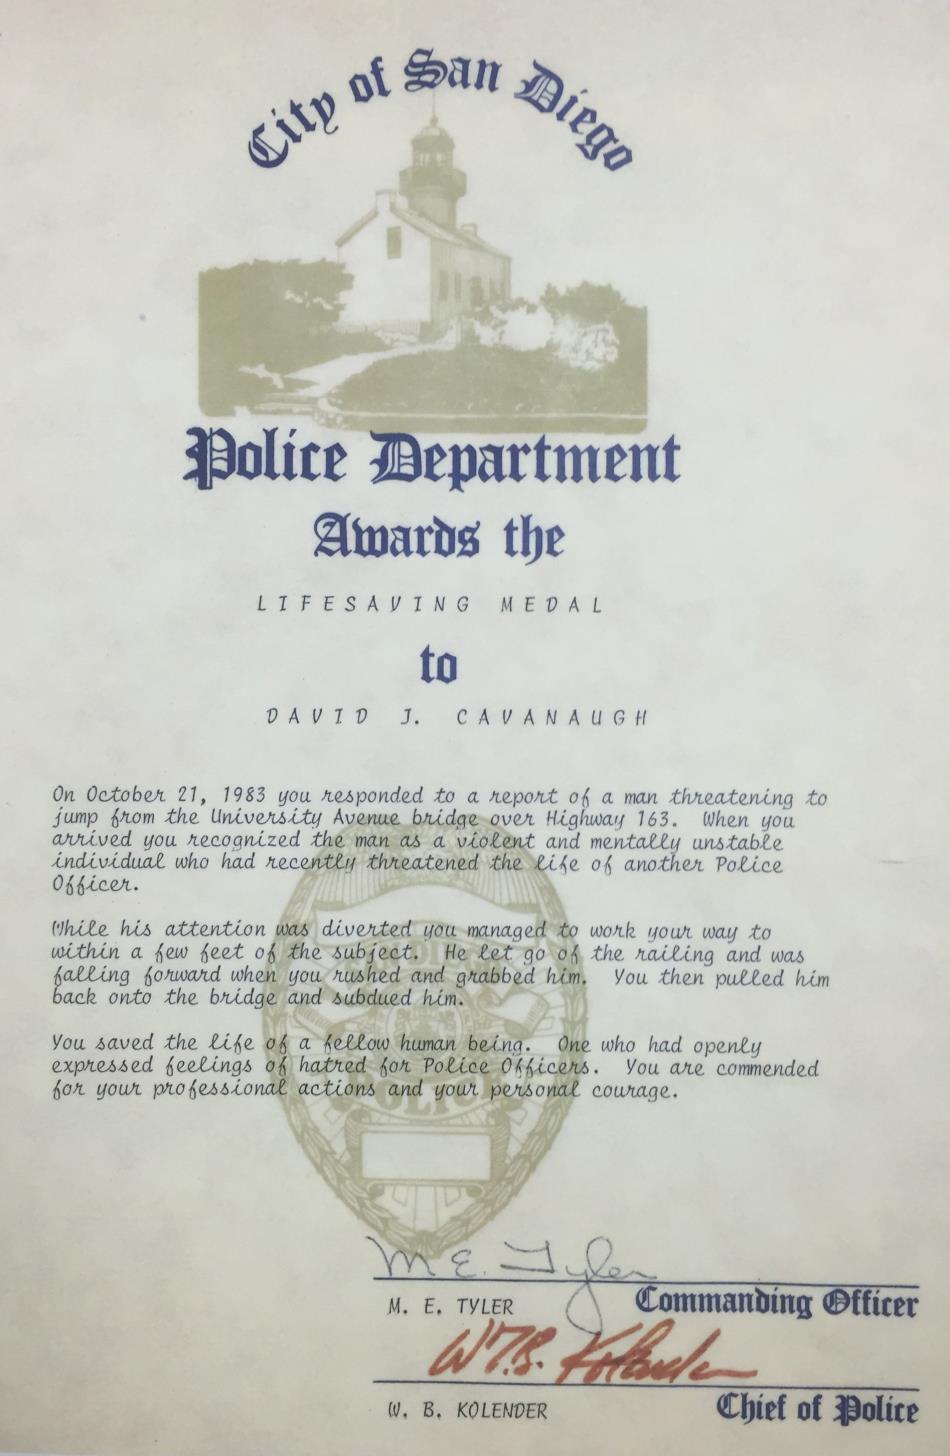 City of San Diego
Police Department
Awards the
LIFESAVING MEDAL
to
DAVID J. CAVANAUGH
On October 21, 1983 you responded to a report of a man threatening to
jump from the University Avenue bridge over Highway 163. When you
arrived you recognized the man as a violent and mentally unstable
individual who had recently threatened the life of another Police
Officer.
While his attention was diverted you managed to work your way to
within a few feet of the subject. He let go of the railing and was
falling forward when you rushed and grabbed him. You then pulled him
back onto the bridge and subdued him.
You saved the life of a fellow human being. One who had openly
expressed feelings of hatred for Police Officers. You are commended
for your professional actions and your personal courage.
POLICE
M E. Tyler
M. E. TYLER Commanding Officer
W.B. Kolender
W. B. KOLENDER Chief of Police